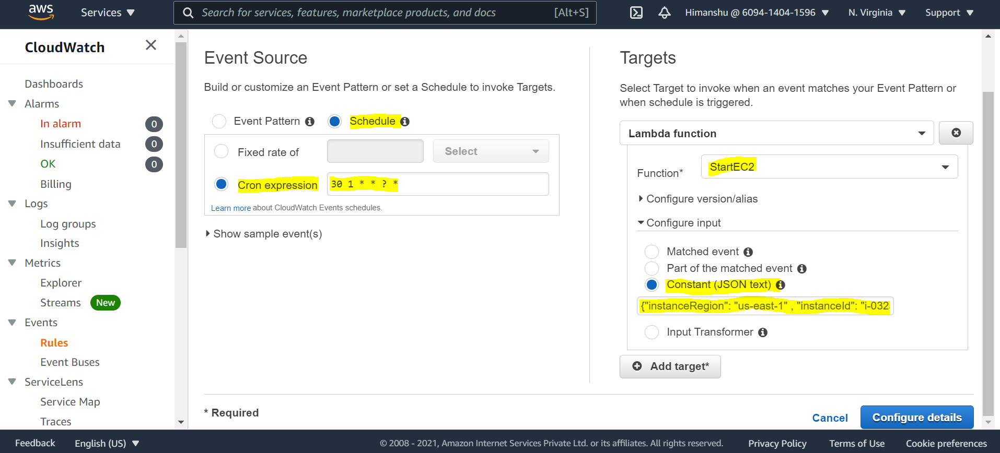 aws
Services
Search for services, features, marketplace products, and docs
[Alt+S]
Himanshu @ 6094-1404-1596
N. Virginia
Support
CloudWatch
Dashboards
Alarms
In alarm 0
Insufficient data 0
OK 0
Billing
Logs
Log groups
Insights
Metrics
Explorer
Streams New
Events
Rules
Event Buses
ServiceLens
Service Map
Traces
Event Source
Build or customize an Event Pattern or set a Schedule to invoke Targets.
Event Pattern Schedule
Fixed rate of Select
Cron expression 30 1 * * ? *
Learn more about CloudWatch Events schedules.
Show sample event(s)
Targets
Select Target to invoke when an event matches your Event Pattern or
when schedule is triggered.
Lambda function
Function* StartEC2
Configure version/alias
Configure input
Matched event
Part of the matched event
Constant (JSON text)
{"instanceRegion": "us-east-1" , "instanceId": "i-032
Input Transformer
Add target*
* Required
Cancel
Configure details
Feedback
English (US)
© 2008 - 2021, Amazon Internet Services Private Ltd. or its affiliates. All rights reserved.
Privacy Policy
Terms of Use
Cookie preferences